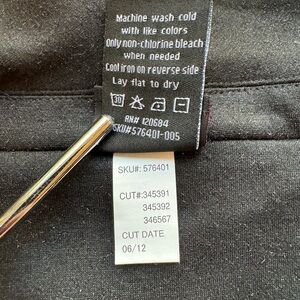 Machine wash cold
with like colors
Only non-chlorine bleach
when needed
Cool iron on reverse side
Lay flat to dry
30
RN# 120684
SKU#576401-005
SKU#: 576401
CUT#:345391
345392
346567
CUT DATE
06/12